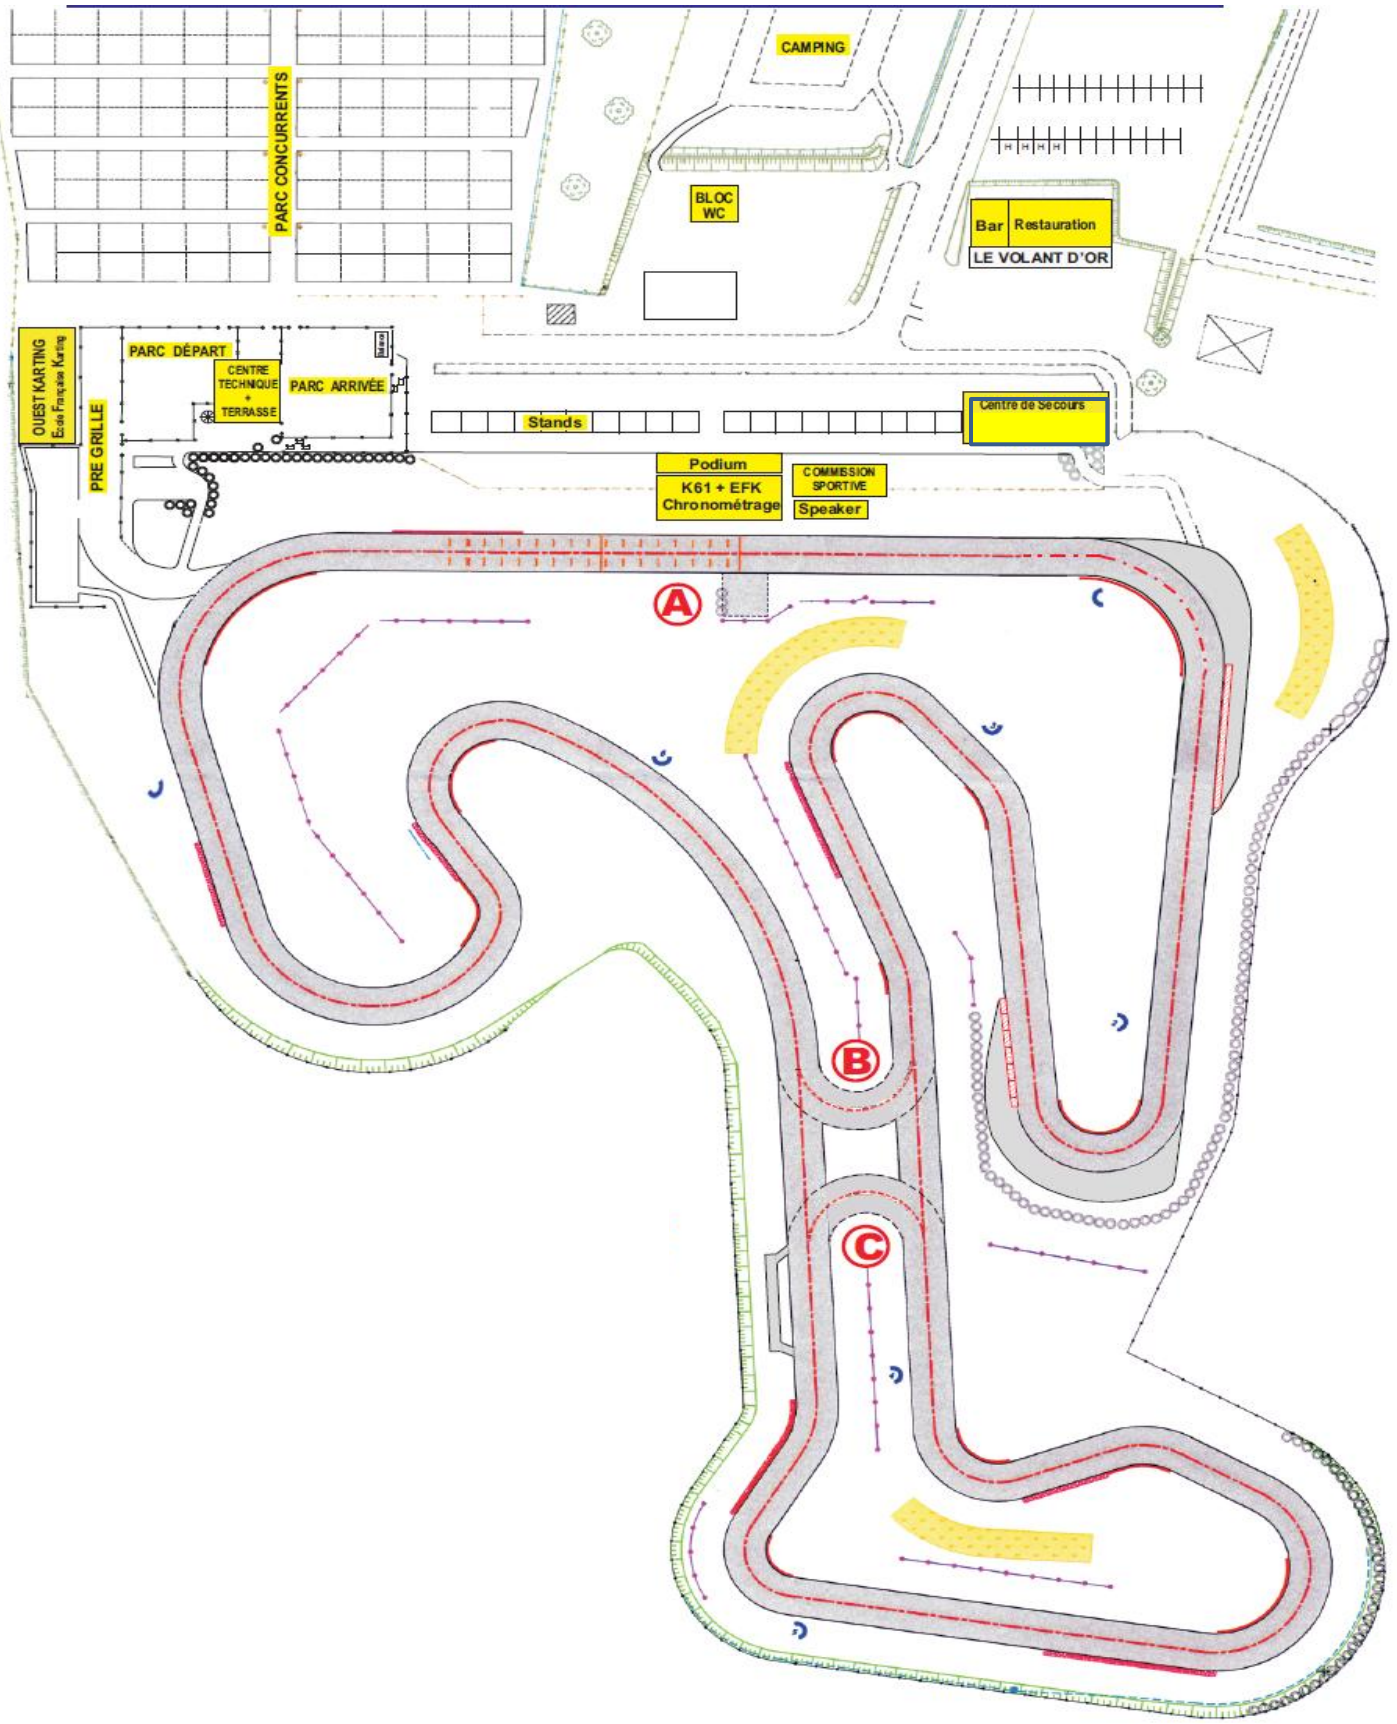 CAMPING
PARC CONCURRENTS
H H H H
BLOC
WC
Bar Restauration
LE VOLANT D'OR
OUEST KARTING
Ecole Française Karting
PRE GRILLE
PARC DÉPART
CENTRE
TECHNIQUE
+
TERRASSE
PARC ARRIVÉE
Balance
Stands
Centre de Secours
Podium
K61 + EFK
Chronométrage
COMMISSION
SPORTIVE
Speaker
A
B
C